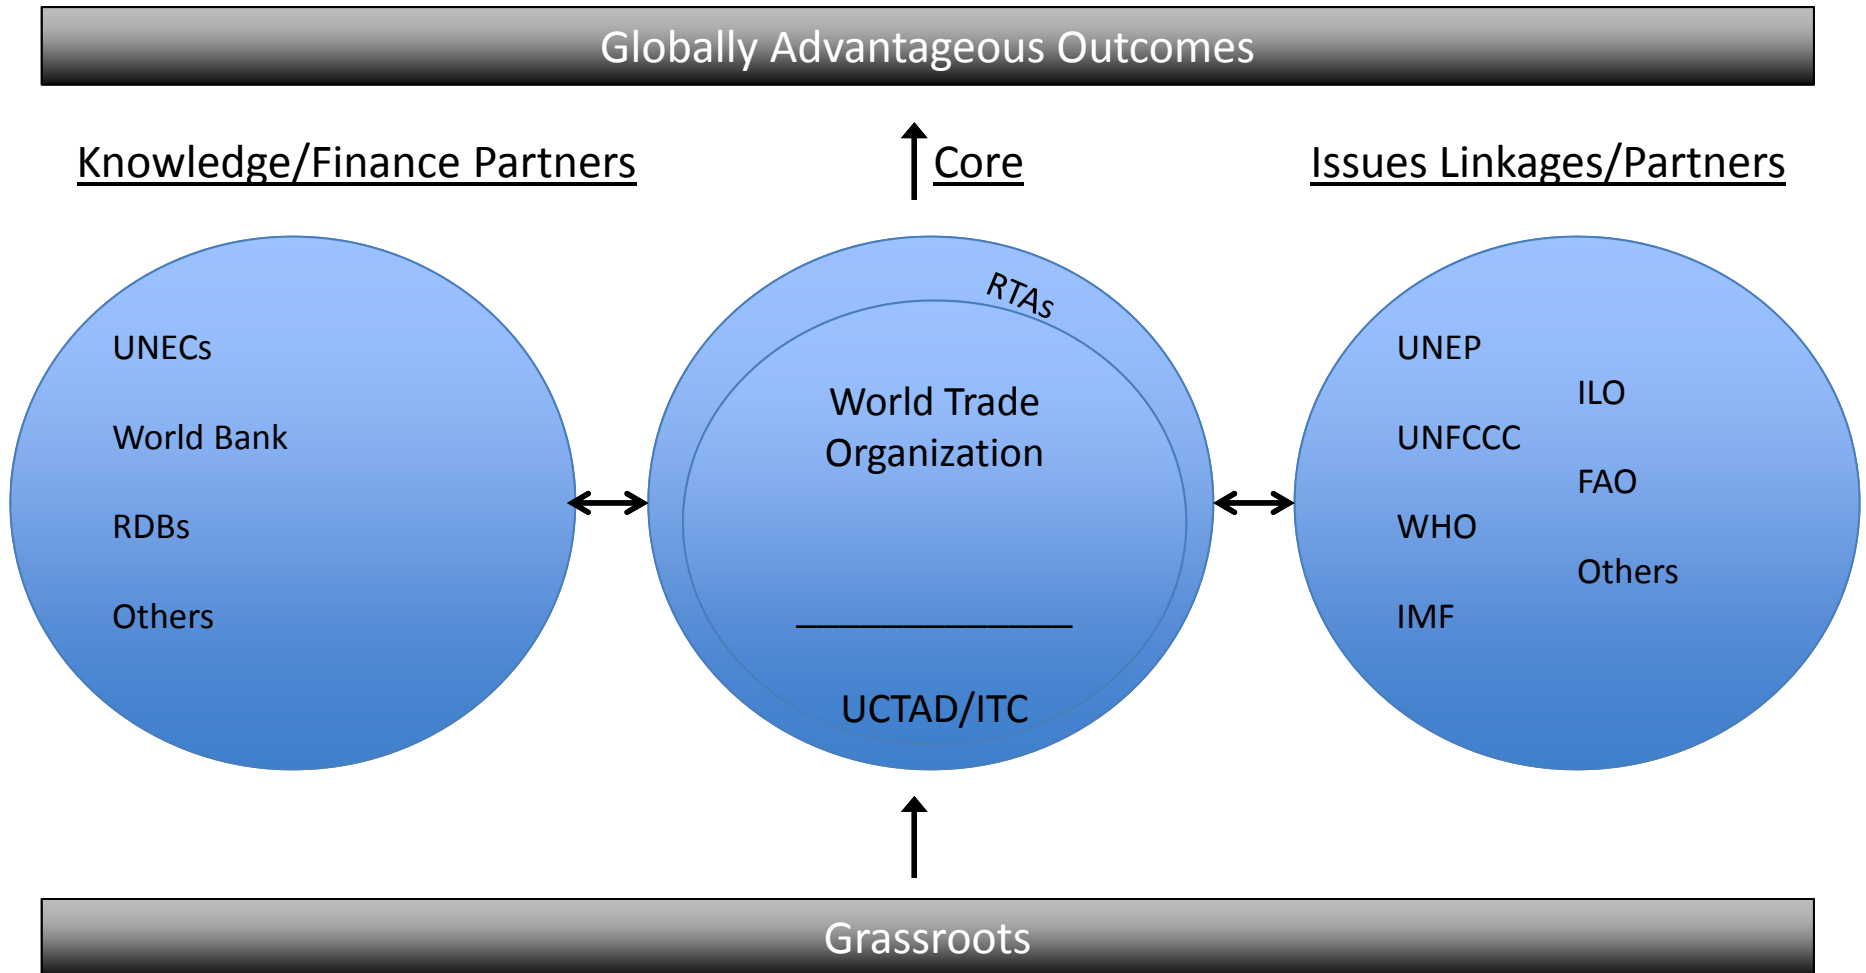 Globally Advantageous Outcomes
Knowledge/Finance Partners
Core
Issues Linkages/Partners
UNECs
World Bank
RDBs
Others
RTAs
World Trade
Organization
_____________
UCTAD/ITC
UNEP
ILO
UNFCCC
FAO
WHO
Others
IMF
Grassroots